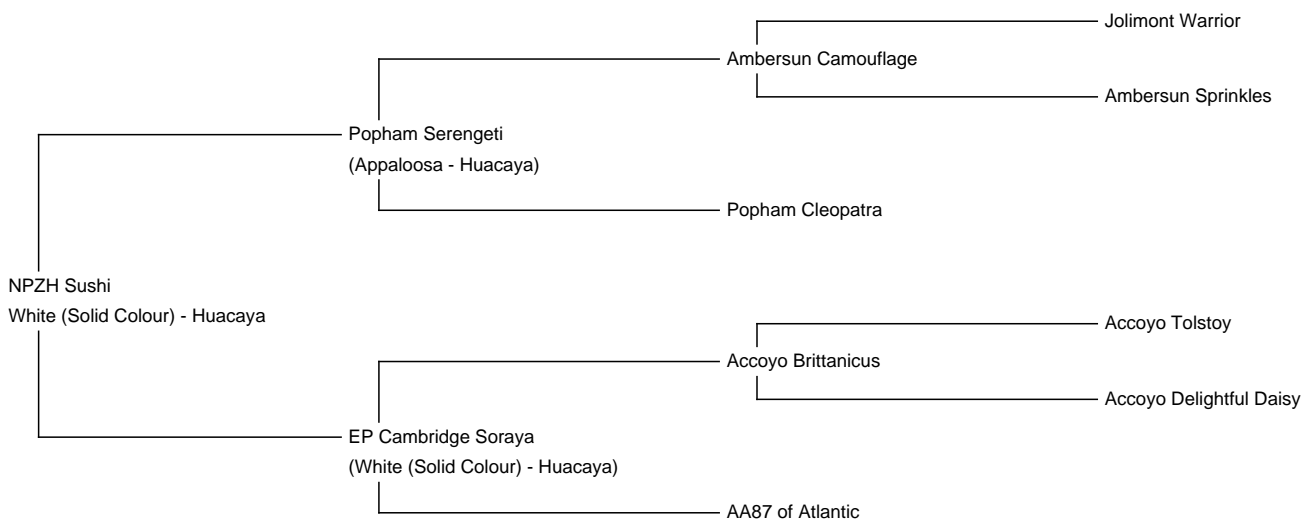 Jolimont Warrior
Ambersun Camouflage
Ambersun Sprinkles
Popham Serengeti
(Appaloosa - Huacaya)
Popham Cleopatra
NPZH Sushi
White (Solid Colour) - Huacaya
Accoyo Tolstoy
Accoyo Brittanicus
Accoyo Delightful Daisy
EP Cambridge Soraya
(White (Solid Colour) - Huacaya)
AA87 of Atlantic